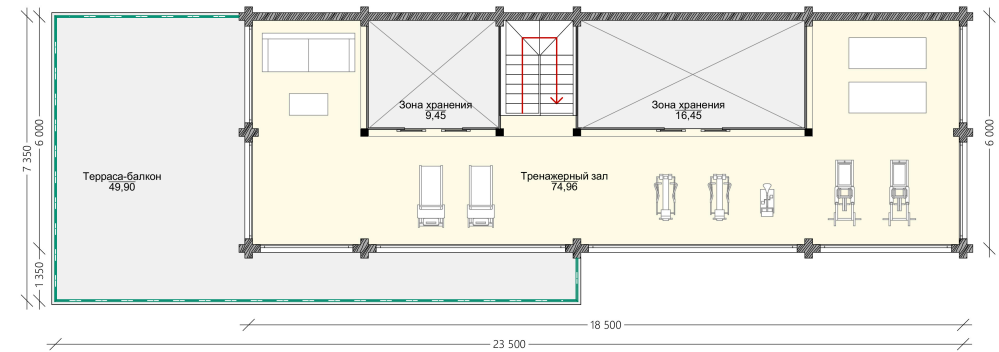 Зона хранения
9,45
Зона хранения
16,45
Терраса-балкон
49,90
Тренажерный зал
74,96
7 350
6 000
1 350
6 000
18 500
23 500